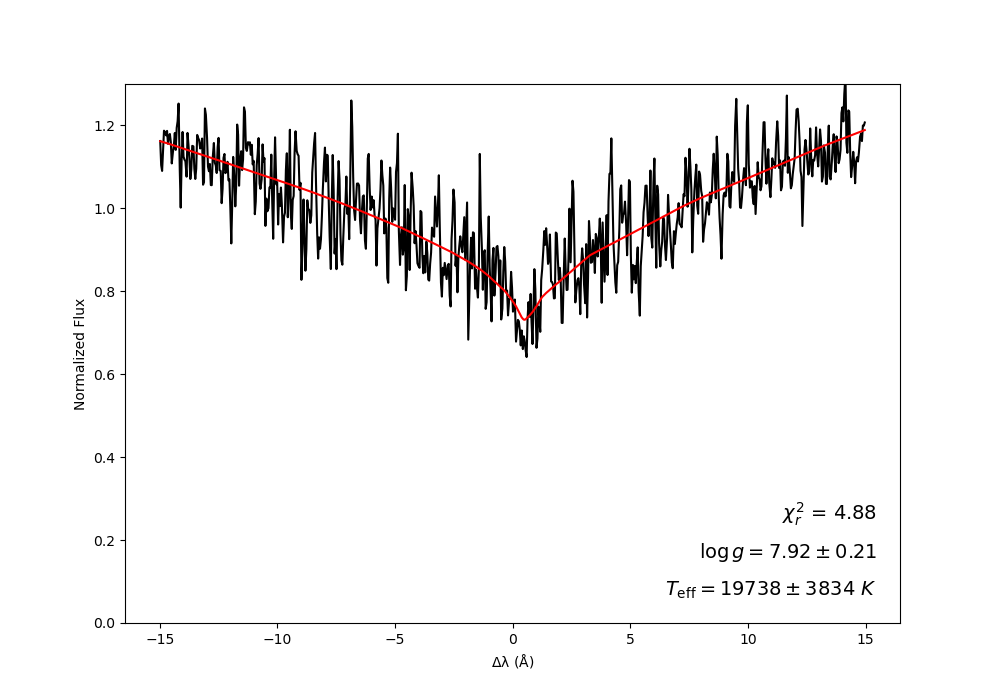 1.2
1.0
0.8
0.6
0.4
0.2
0.0
Normalized Flux
χ²ᵣ = 4.88
log g = 7.92 ± 0.21
T_eff = 19738 ± 3834 K
−15 −10 −5 0 5 10 15
Δλ (Å)